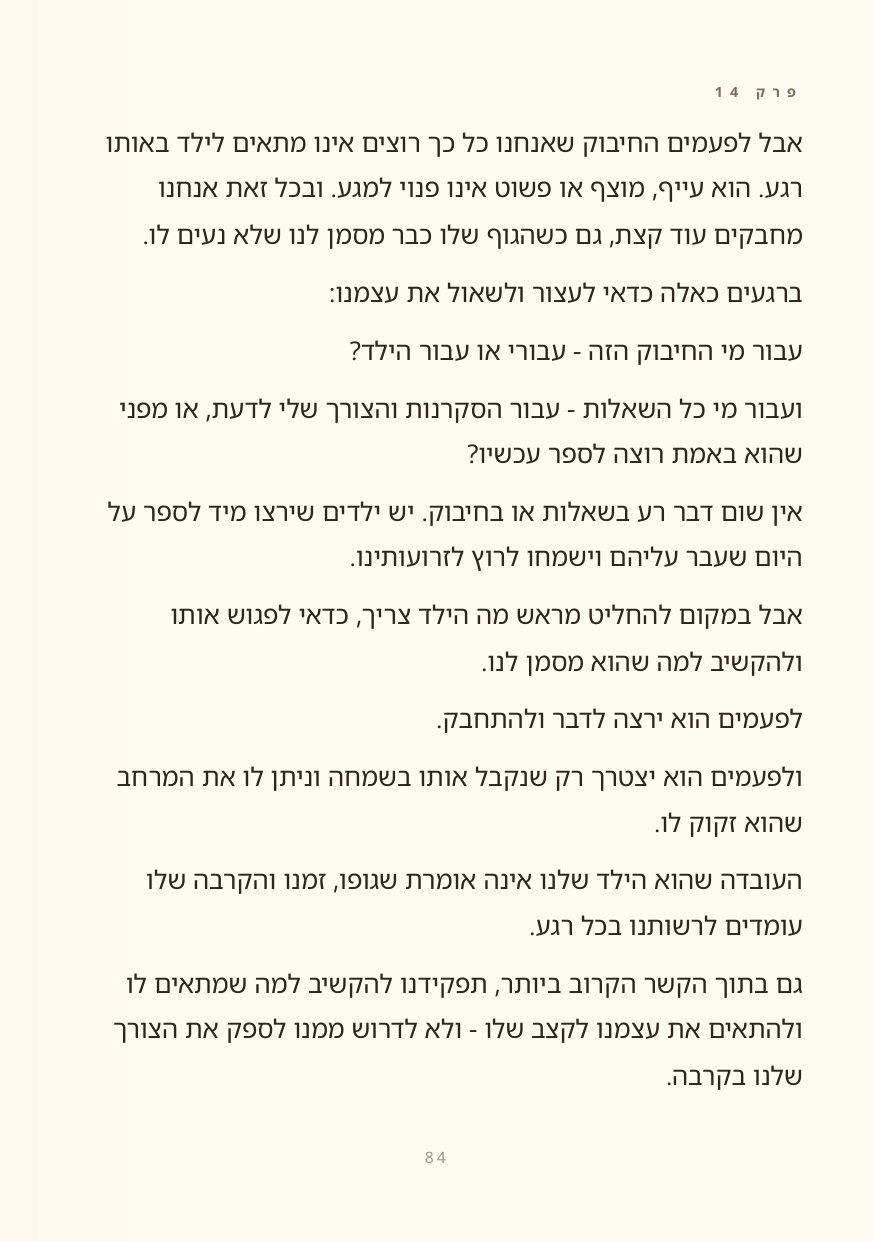 פרק 14
אבל לפעמים החיבוק שאנחנו כל כך רוצים אינו מתאים לילד באותו
רגע. הוא עייף, מוצף או פשוט אינו פנוי למגע. ובכל זאת אנחנו
מחבקים עוד קצת, גם כשהגוף שלו כבר מסמן לנו שלא נעים לו.
ברגעים כאלה כדאי לעצור ולשאול את עצמנו:
עבור מי החיבוק הזה - עבורי או עבור הילד?
ועבור מי כל השאלות - עבור הסקרנות והצורך שלי לדעת, או מפני
שהוא באמת רוצה לספר עכשיו?
אין שום דבר רע בשאלות או בחיבוק. יש ילדים שירצו מיד לספר על
היום שעבר עליהם וישמחו לרוץ לזרועותינו.
אבל במקום להחליט מראש מה הילד צריך, כדאי לפגוש אותו
ולהקשיב למה שהוא מסמן לנו.
לפעמים הוא ירצה לדבר ולהתחבק.
ולפעמים הוא יצטרך רק שנקבל אותו בשמחה וניתן לו את המרחב
שהוא זקוק לו.
העובדה שהוא הילד שלנו אינה אומרת שגופו, זמנו והקרבה שלו
עומדים לרשותנו בכל רגע.
גם בתוך הקשר הקרוב ביותר, תפקידנו להקשיב למה שמתאים לו
ולהתאים את עצמנו לקצב שלו - ולא לדרוש ממנו לספק את הצורך
שלנו בקרבה.
84